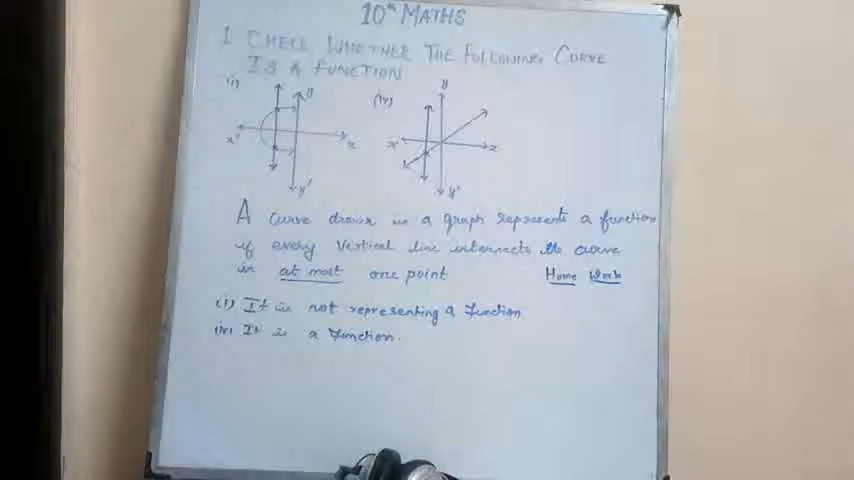 10th MATHS
1 CHECK WHETHER THE FOLLOWING CURVE
IS A FUNCTION
(i)
y
x'
x
y'
(iv)
y
x'
x
y'
A curve drawn in a graph represents a function
if every vertical line intersects the curve
in at most one point
Home Work
(i) It is not representing a function
(iv) It is a function.